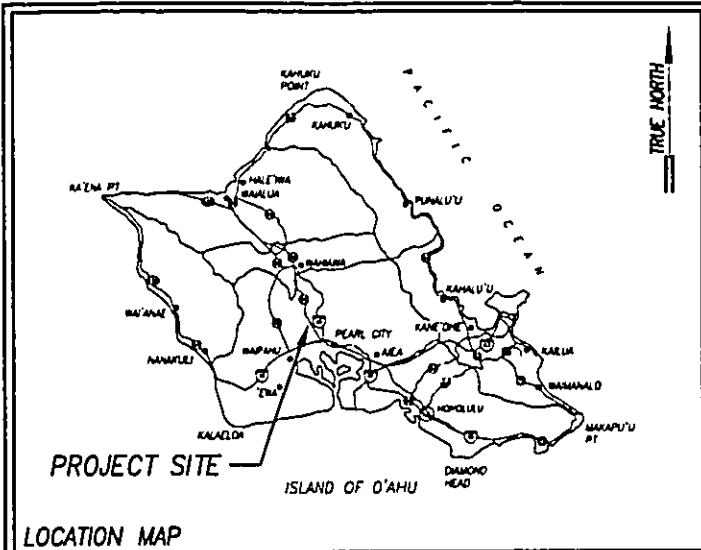 KAHUKU
POINT
KAHUKU
PACIFIC OCEAN
TRUE NORTH
KA'ENA PT.
HALE'IWA
WAIALUA
PUNALU'U
WAHIAWA
KAHALU'U
WAI'ANAE
KANE'OHE
PEARL CITY
NANAKULI
WAIPAHU
AIEA
KAILUA
'EWA
WAIMANALO
HONOLULU
KALAELOA
MAKAPU'U
PT.
DIAMOND
HEAD
PROJECT SITE
ISLAND OF O'AHU
LOCATION MAP